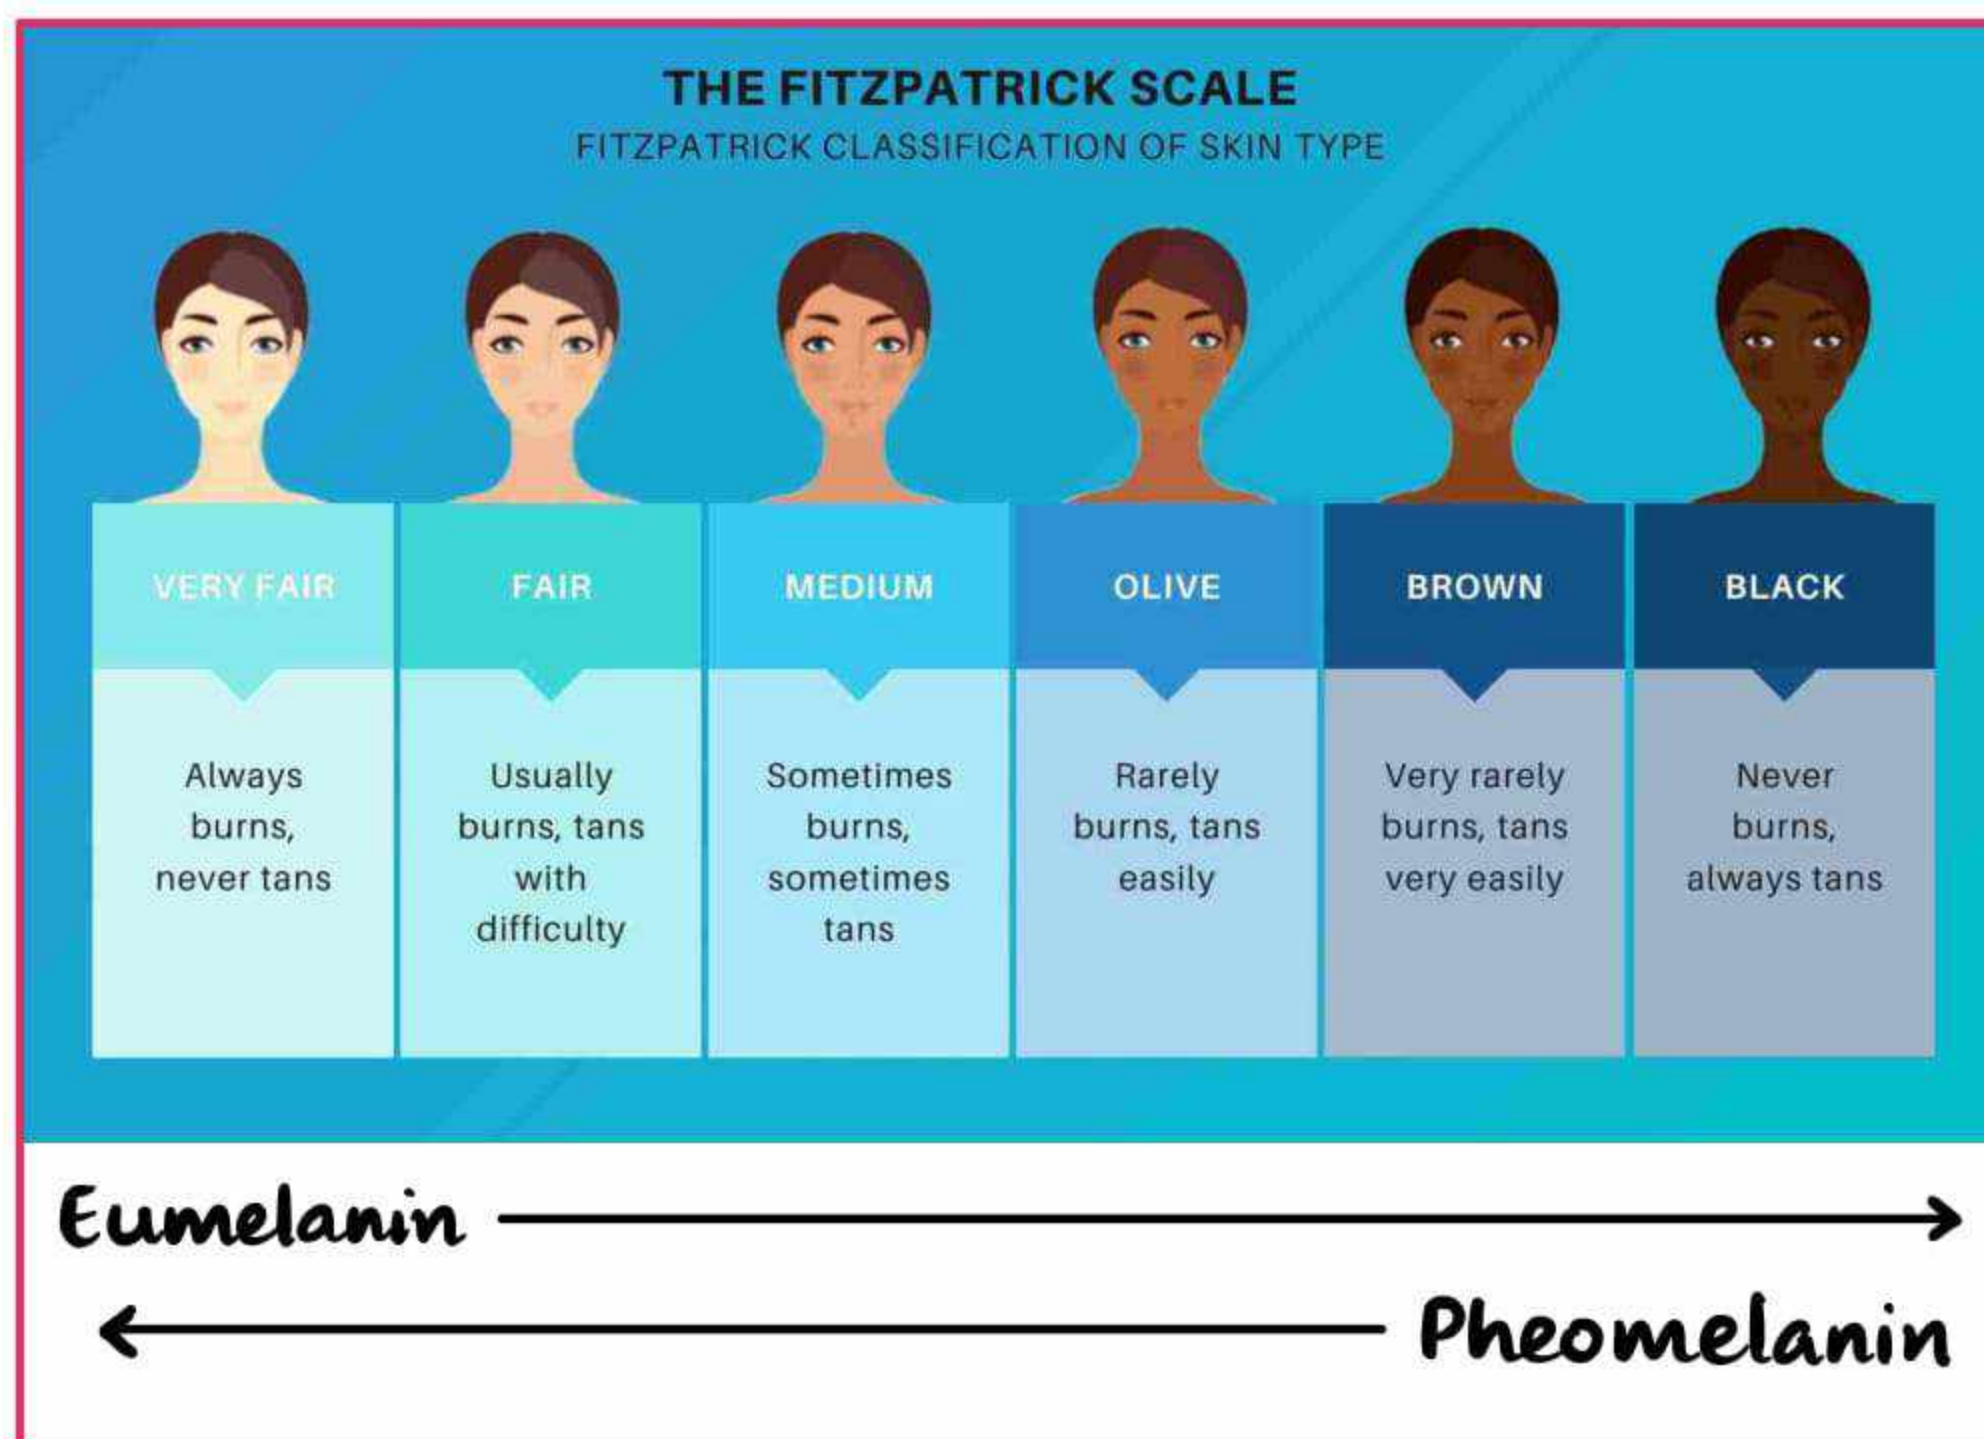 THE FITZPATRICK SCALE
FITZPATRICK CLASSIFICATION OF SKIN TYPE
VERY FAIR
Always
burns,
never tans
FAIR
Usually
burns, tans
with
difficulty
MEDIUM
Sometimes
burns,
sometimes
tans
OLIVE
Rarely
burns, tans
easily
BROWN
Very rarely
burns, tans
very easily
BLACK
Never
burns,
always tans
Eumelanin
Pheomelanin